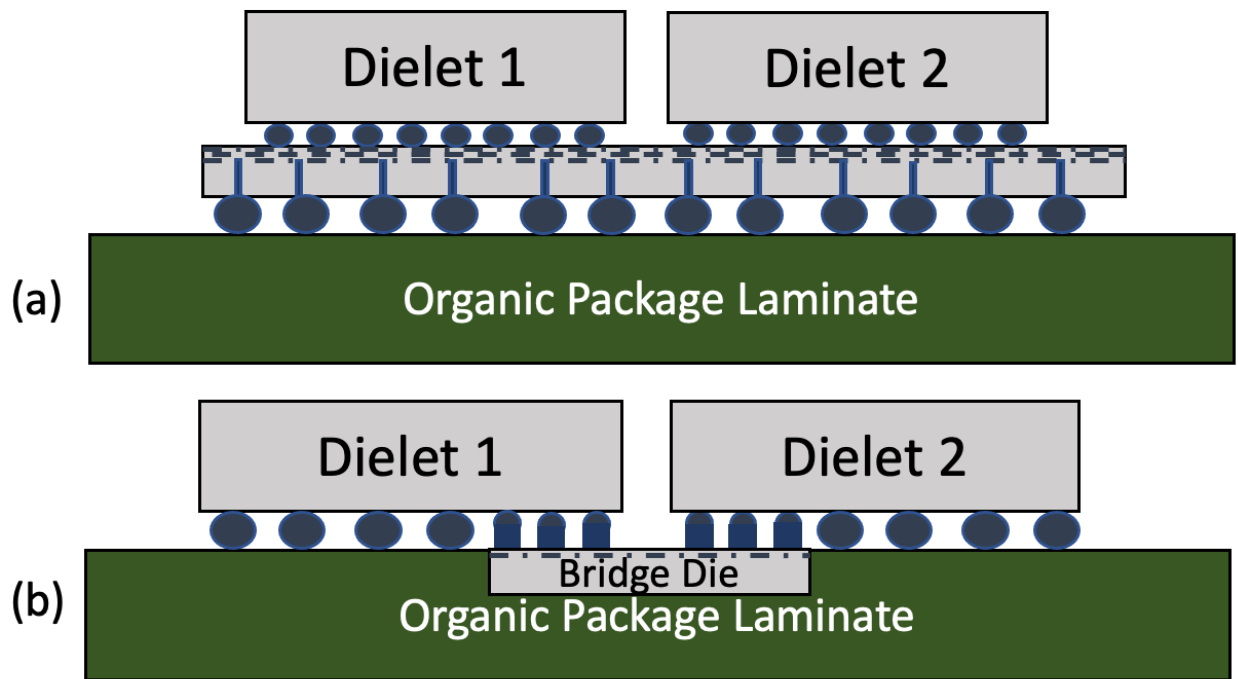 Dielet 1
Dielet 2
(a)
Organic Package Laminate
Dielet 1
Dielet 2
Bridge Die
(b)
Organic Package Laminate